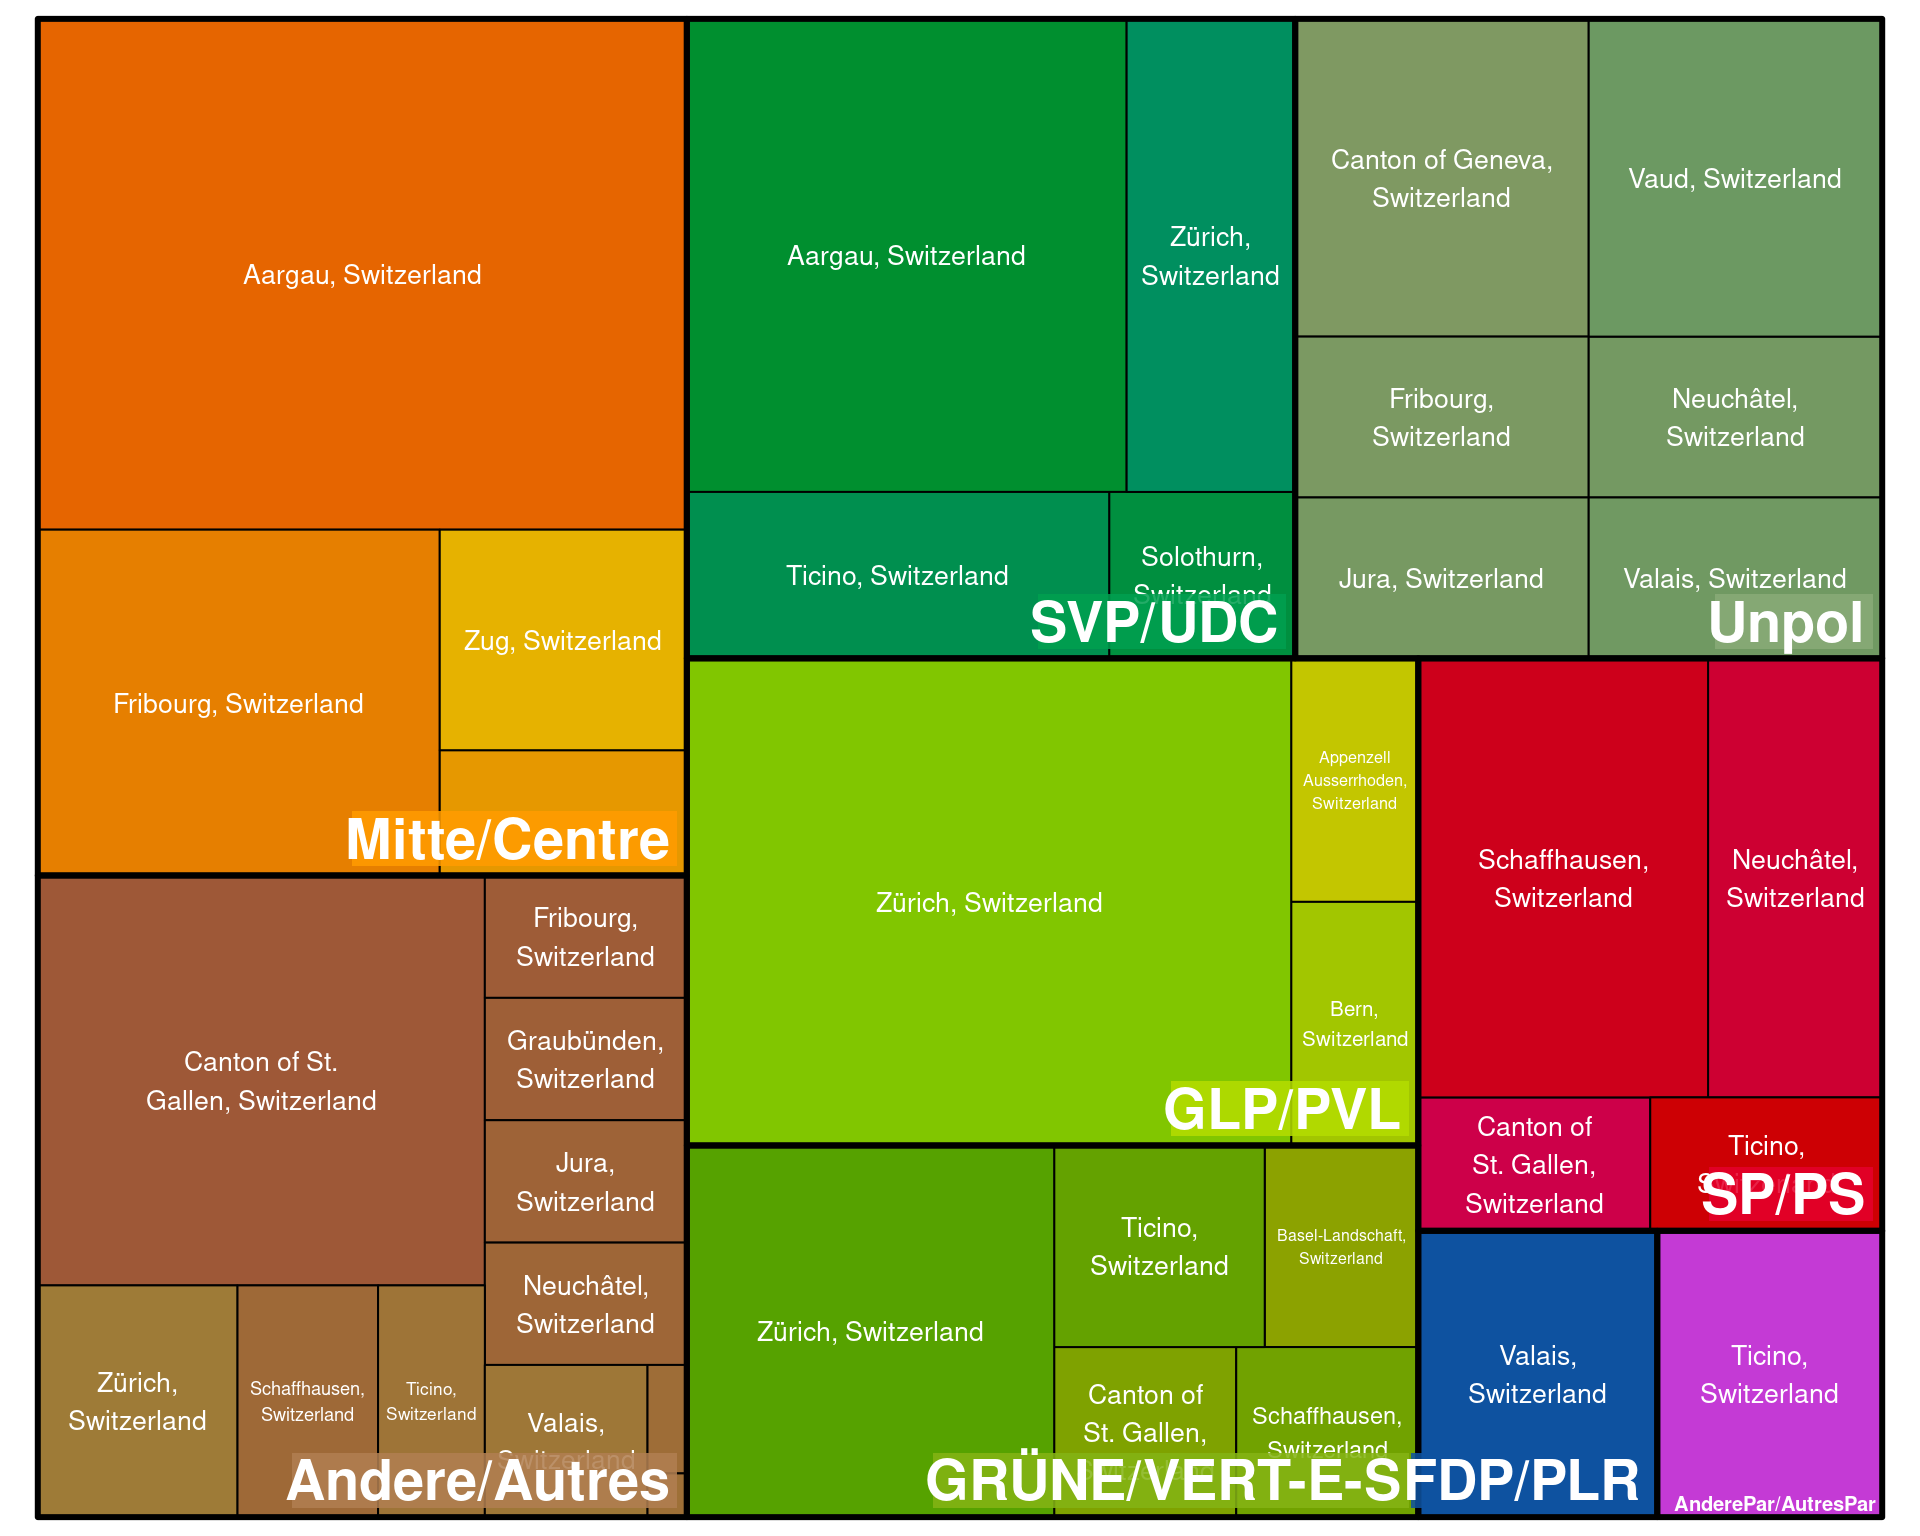 Aargau, Switzerland
Fribourg, Switzerland
Zug, Switzerland
Mitte/Centre
Canton of St.
Gallen, Switzerland
Fribourg,
Switzerland
Graubünden,
Switzerland
Jura,
Switzerland
Neuchâtel,
Switzerland
Zürich,
Switzerland
Schaffhausen,
Switzerland
Ticino,
Switzerland
Valais,
Switzerland
Andere/Autres
Aargau, Switzerland
Zürich,
Switzerland
Ticino, Switzerland
Solothurn,
Switzerland
SVP/UDC
Canton of Geneva,
Switzerland
Vaud, Switzerland
Fribourg,
Switzerland
Neuchâtel,
Switzerland
Jura, Switzerland
Valais, Switzerland
Unpol
Zürich, Switzerland
Appenzell
Ausserrhoden,
Switzerland
Bern,
Switzerland
GLP/PVL
Schaffhausen,
Switzerland
Neuchâtel,
Switzerland
Canton of
St. Gallen,
Switzerland
Ticino,
SP/PS
Zürich, Switzerland
Ticino,
Switzerland
Basel-Landschaft,
Switzerland
Canton of
St. Gallen,
Switzerland
Schaffhausen,
Switzerland
GRÜNE/VERT-E-S
Valais,
Switzerland
FDP/PLR
Ticino,
Switzerland
AnderePar/AutresPar